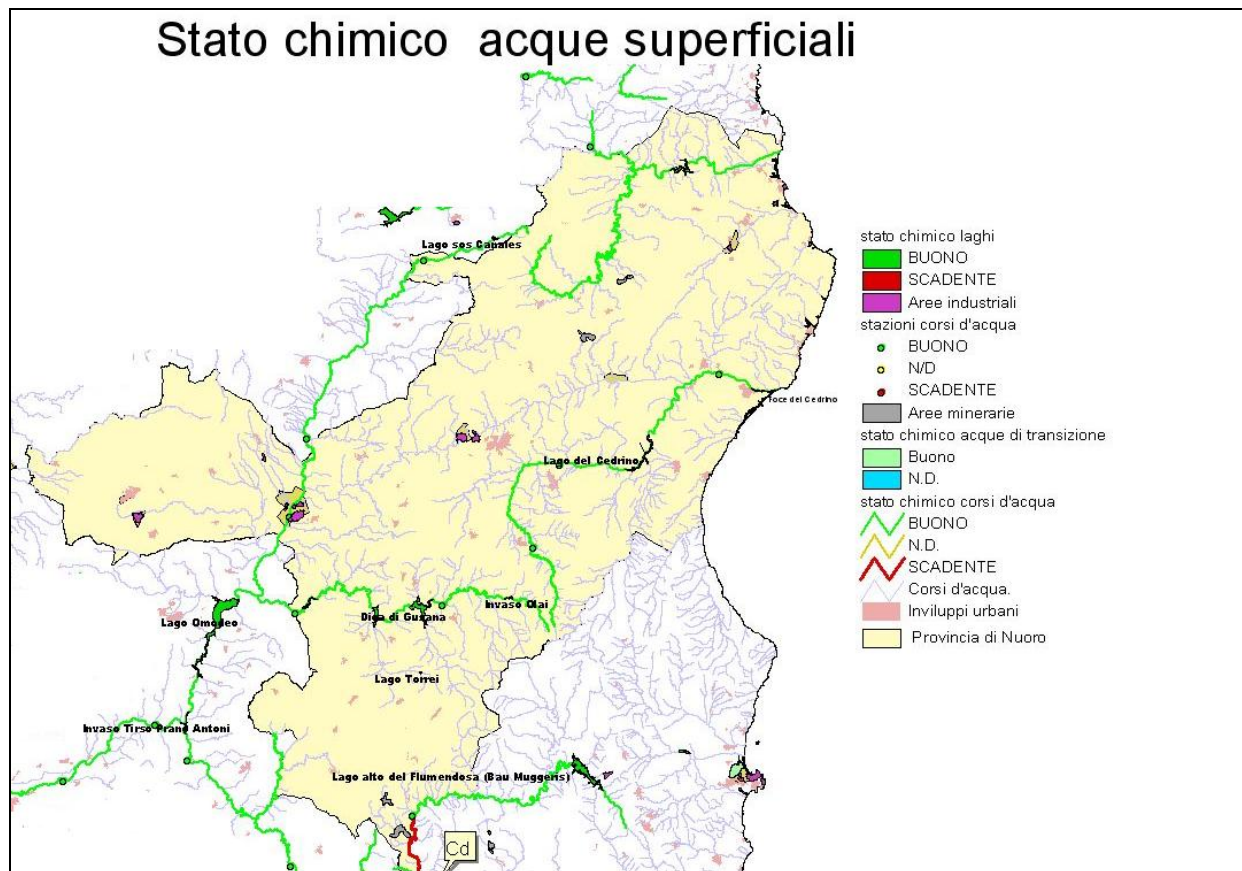 Stato chimico acque superficiali
Lago sos Canales
Foce del Cedrino
Lago del Cedrino
Invaso Olai
Diga di Gusana
Lago Omodeo
Lago Torrei
Invaso Tirso Pranu Antoni
Lago alto del Flumendosa (Bau Muggeris)
Cd
stato chimico laghi
BUONO
SCADENTE
Aree industriali
stazioni corsi d'acqua
BUONO
N/D
SCADENTE
Aree minerarie
stato chimico acque di transizione
Buono
N.D.
stato chimico corsi d'acqua
BUONO
N.D.
SCADENTE
Corsi d'acqua.
Inviluppi urbani
Provincia di Nuoro